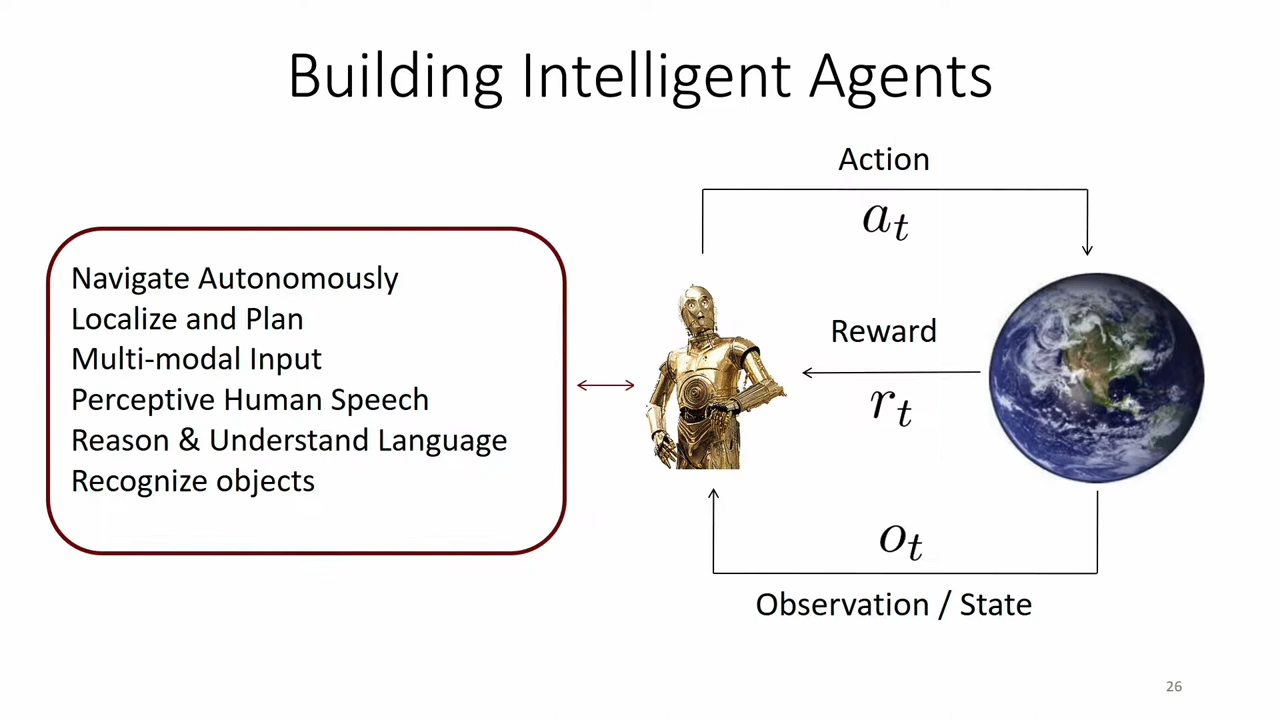 Building Intelligent Agents
Navigate Autonomously
Localize and Plan
Multi-modal Input
Perceptive Human Speech
Reason & Understand Language
Recognize objects
Action
a_t
Reward
r_t
o_t
Observation / State
26